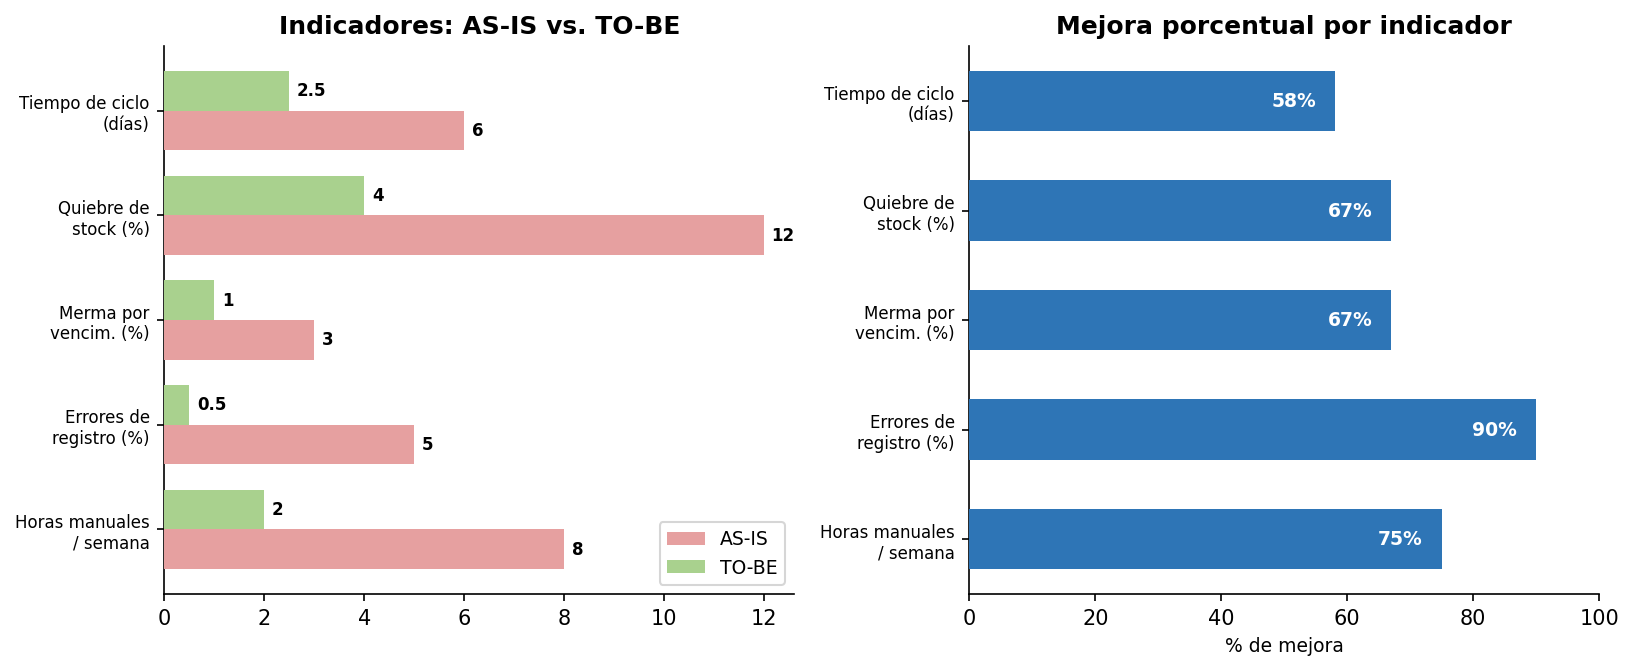 Indicadores: AS-IS vs. TO-BE
Tiempo de ciclo
(días)
2.5
6
Quiebre de
stock (%)
4
12
Merma por
vencim. (%)
1
3
Errores de
registro (%)
0.5
5
Horas manuales
/ semana
2
8
AS-IS
TO-BE
0 2 4 6 8 10 12
Mejora porcentual por indicador
Tiempo de ciclo
(días)
58%
Quiebre de
stock (%)
67%
Merma por
vencim. (%)
67%
Errores de
registro (%)
90%
Horas manuales
/ semana
75%
0 20 40 60 80 100
% de mejora